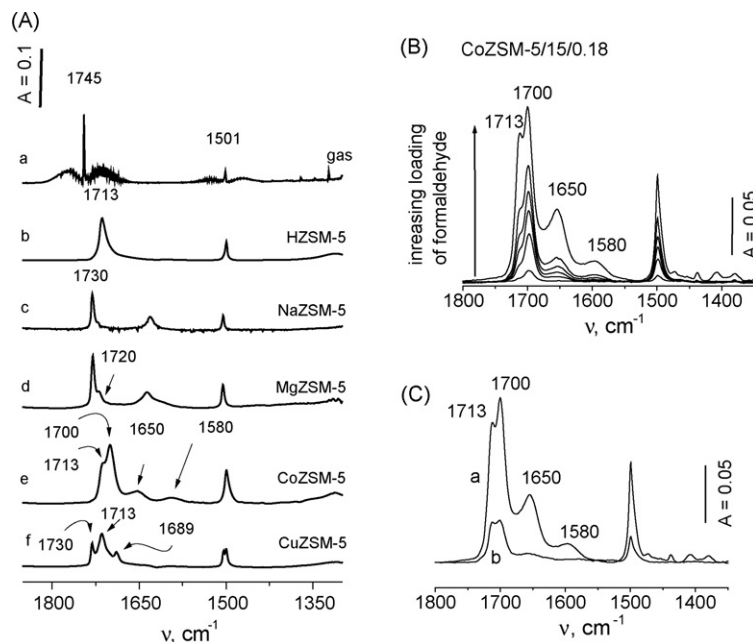 (A)
A = 0.1
1745
1501
gas
a
1713
b
HZSM-5
1730
c
NaZSM-5
1720
d
MgZSM-5
1700
1650
1580
1713
e
CoZSM-5
1713
1730
1689
f
CuZSM-5
1850 1650 1500 1350
ν, cm-1
(B) CoZSM-5/15/0.18
inreasing loading
of formaldehyde
1700
1713
1650
1580
A = 0.05
1800 1700 1600 1500 1400
ν, cm-1
(C)
1700
1713
a
1650
1580
b
A = 0.05
1800 1700 1600 1500 1400
ν, cm-1